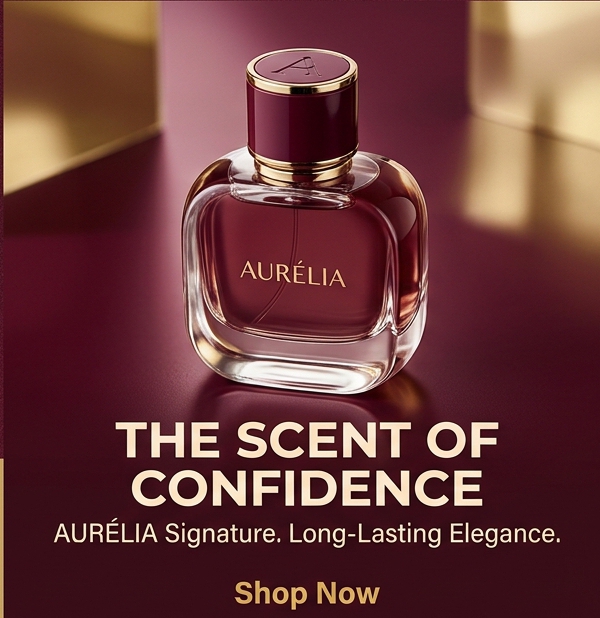 A
AURÉLIA
THE SCENT OF
CONFIDENCE
AURÉLIA Signature. Long-Lasting Elegance.
Shop Now